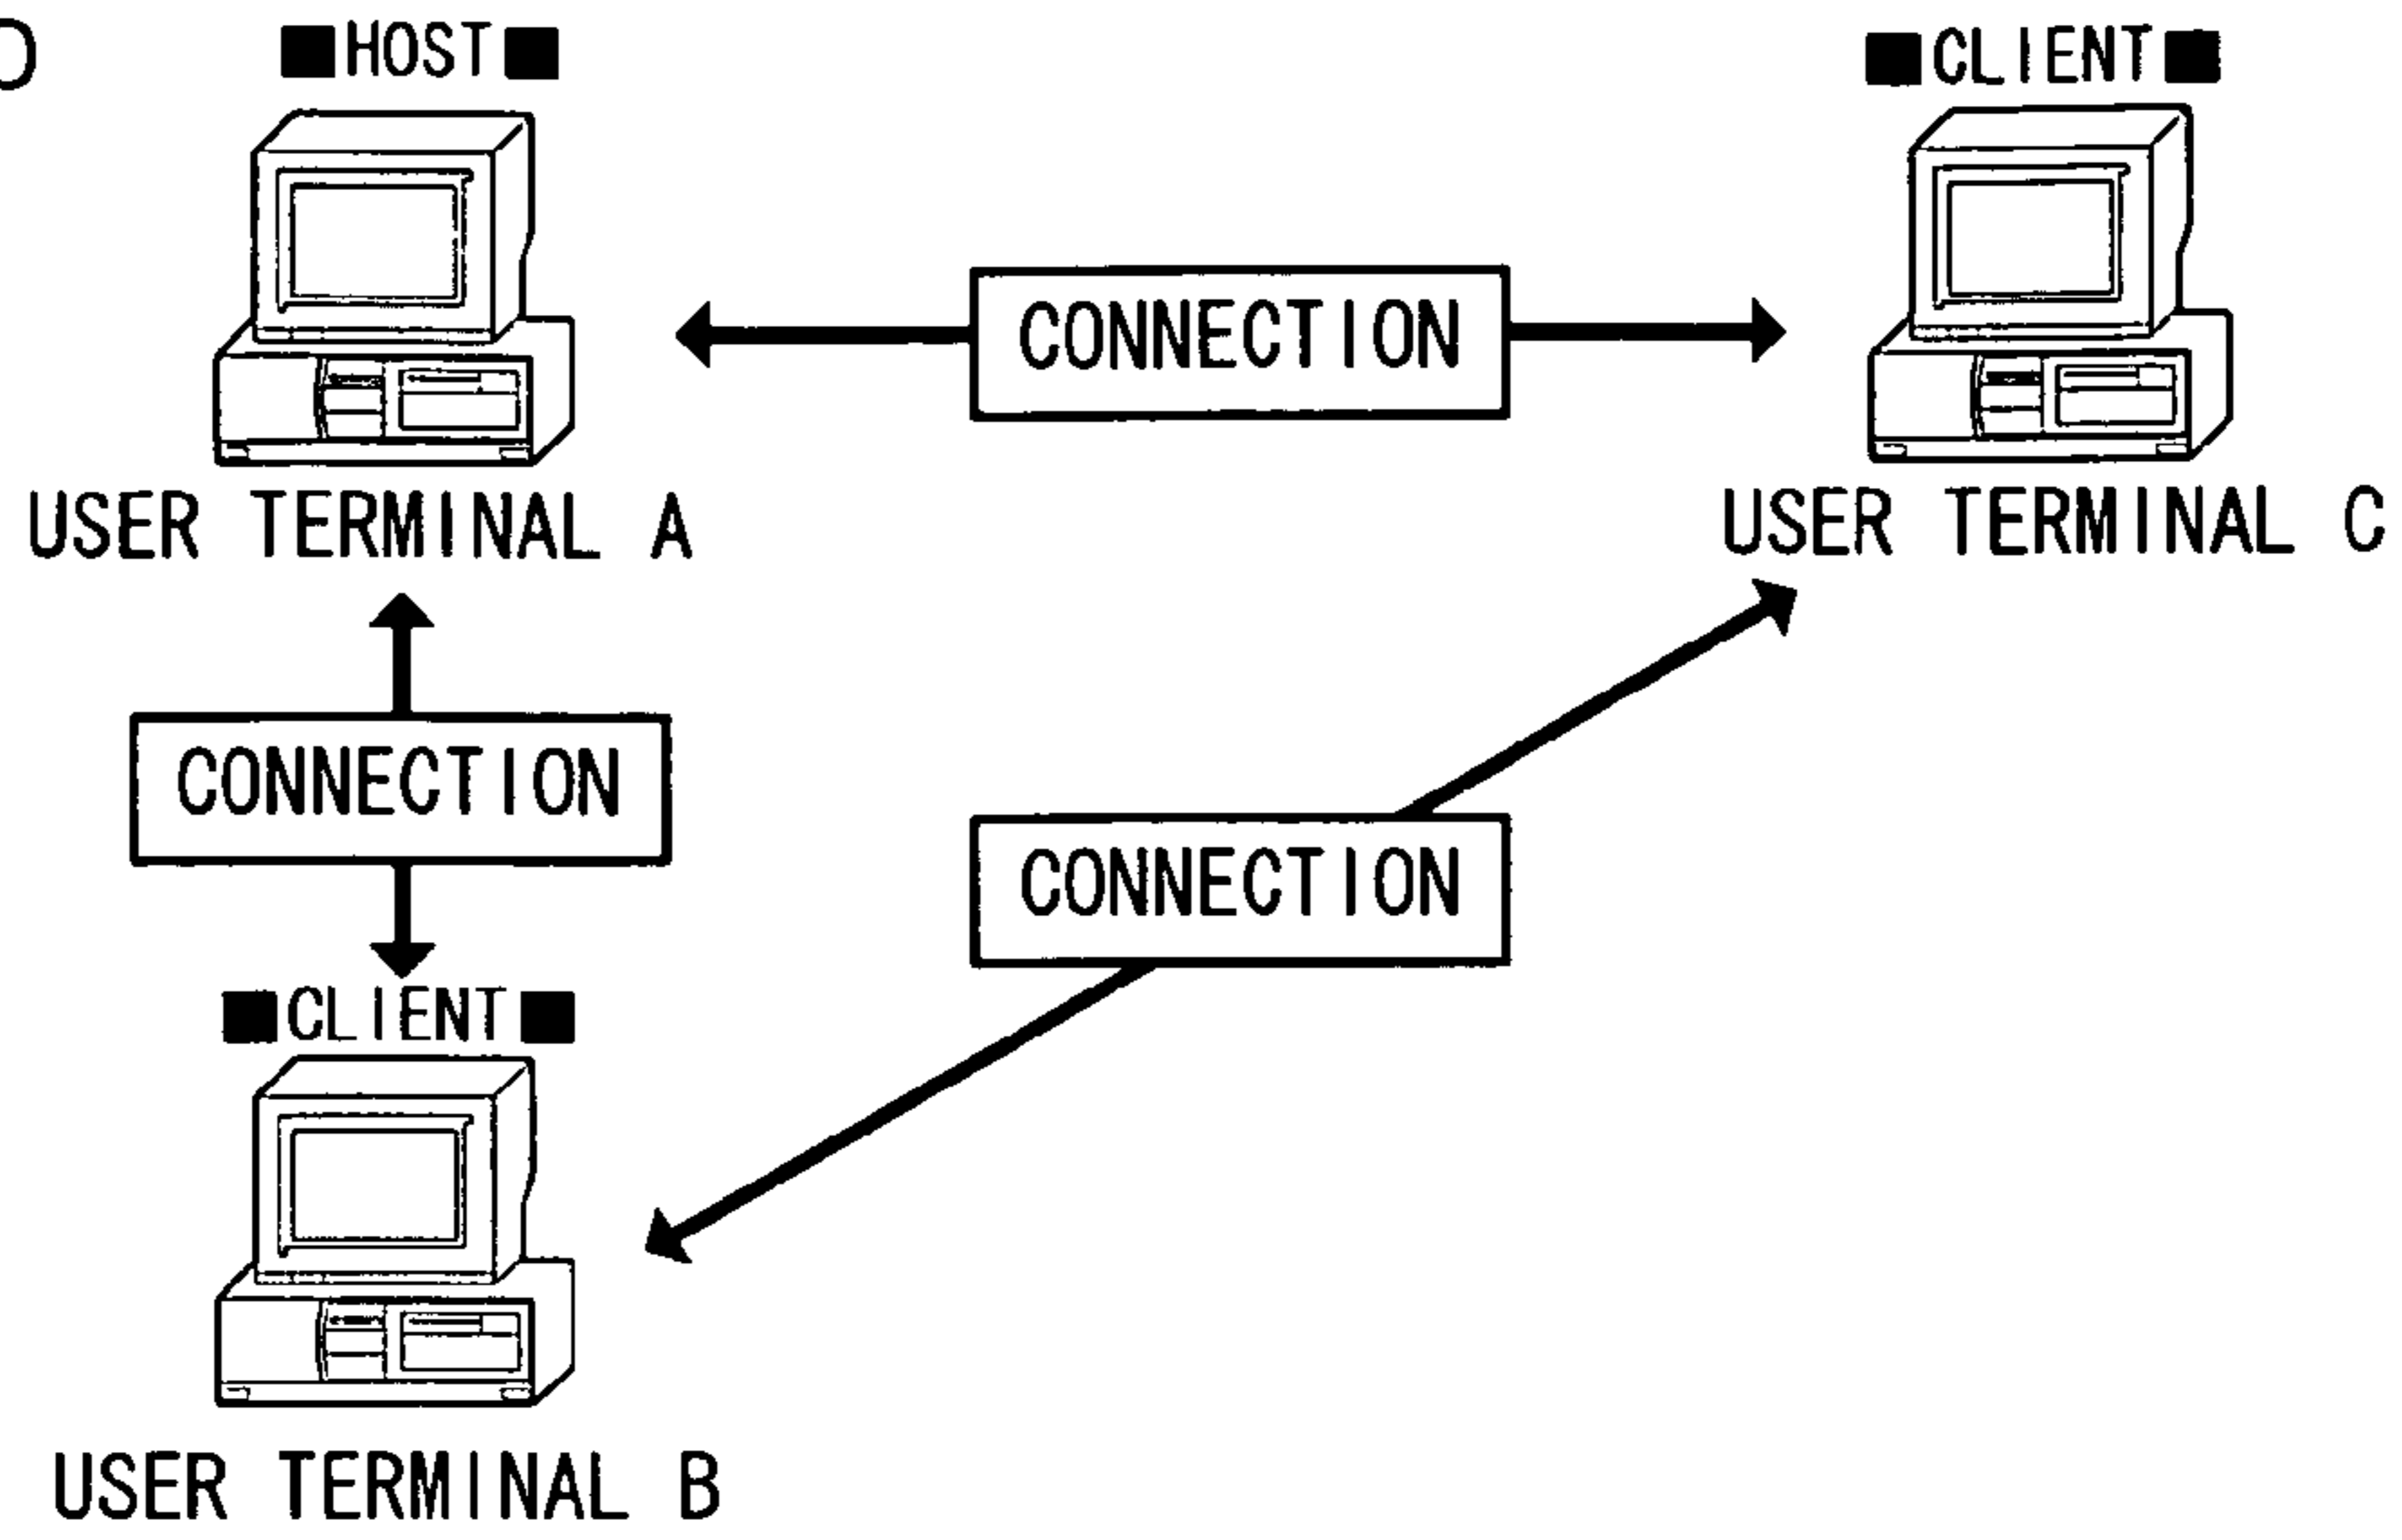 D
■HOST■
■CLIENT■
CONNECTION
USER TERMINAL A
USER TERMINAL C
CONNECTION
CONNECTION
■CLIENT■
USER TERMINAL B